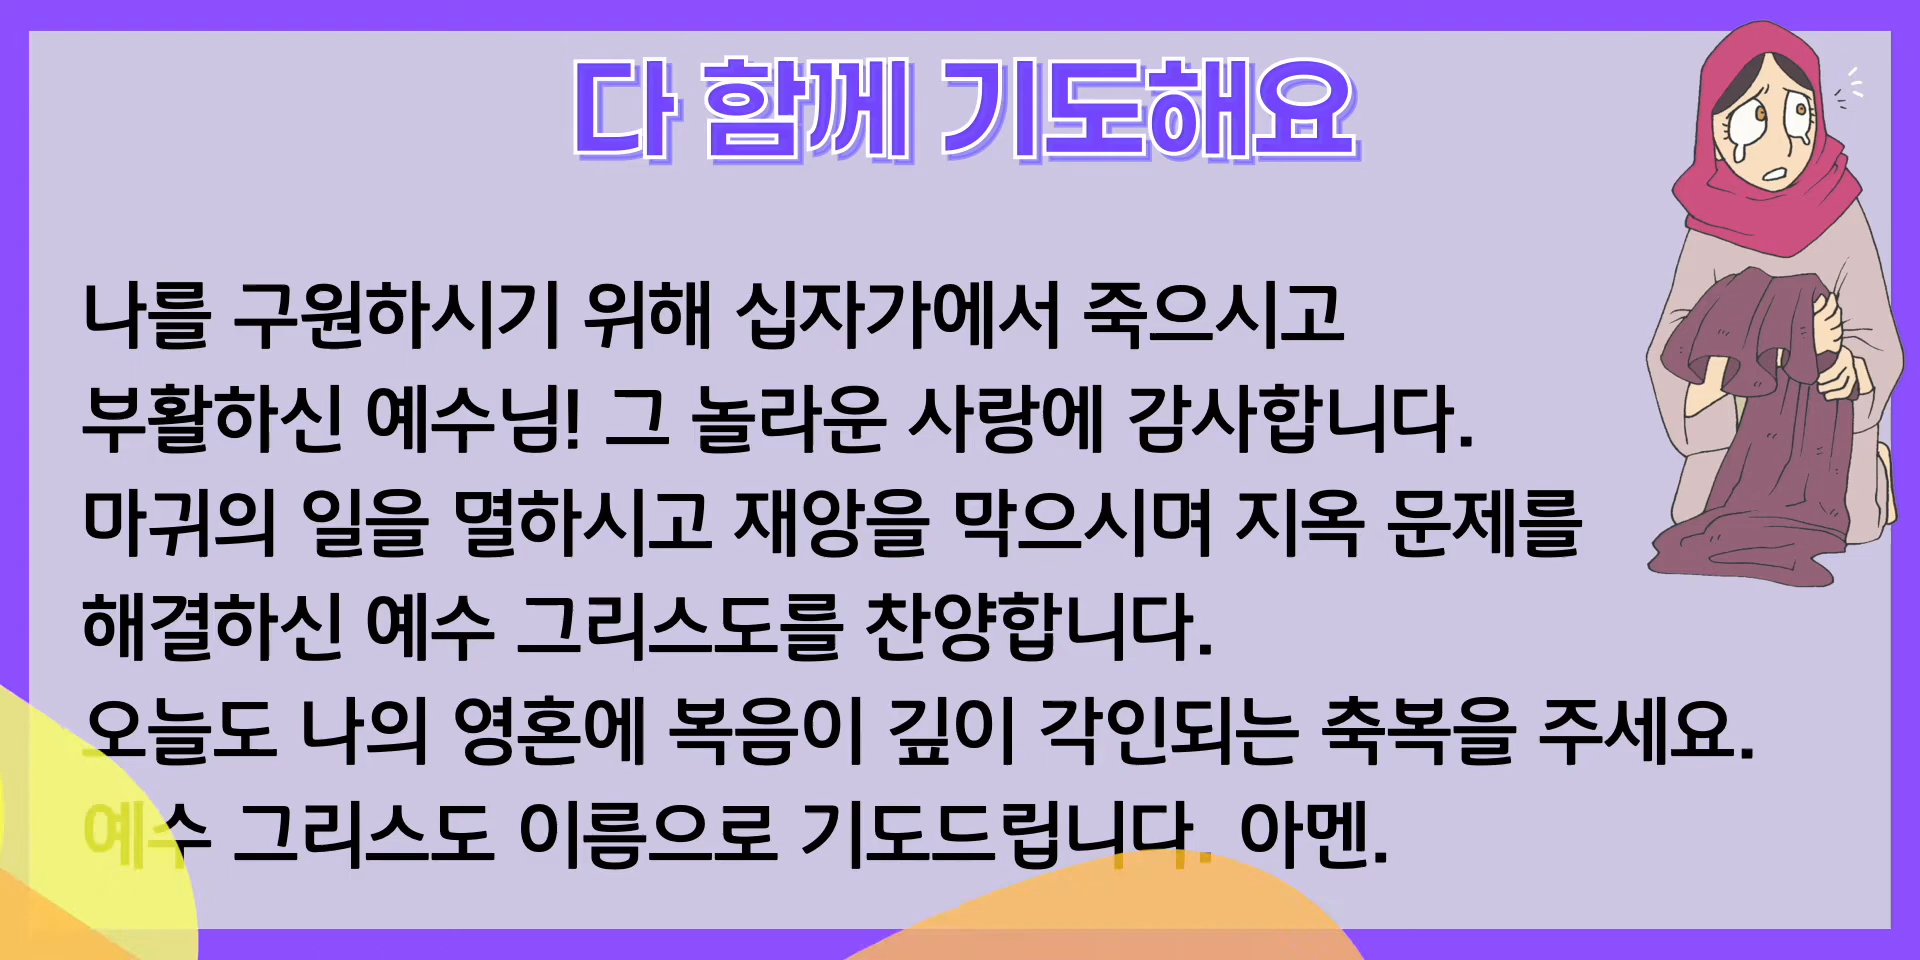 다 함께 기도해요
나를 구원하시기 위해 십자가에서 죽으시고
부활하신 예수님! 그 놀라운 사랑에 감사합니다.
마귀의 일을 멸하시고 재앙을 막으시며 지옥 문제를
해결하신 예수 그리스도를 찬양합니다.
오늘도 나의 영혼에 복음이 깊이 각인되는 축복을 주세요.
예수 그리스도 이름으로 기도드립니다. 아멘.